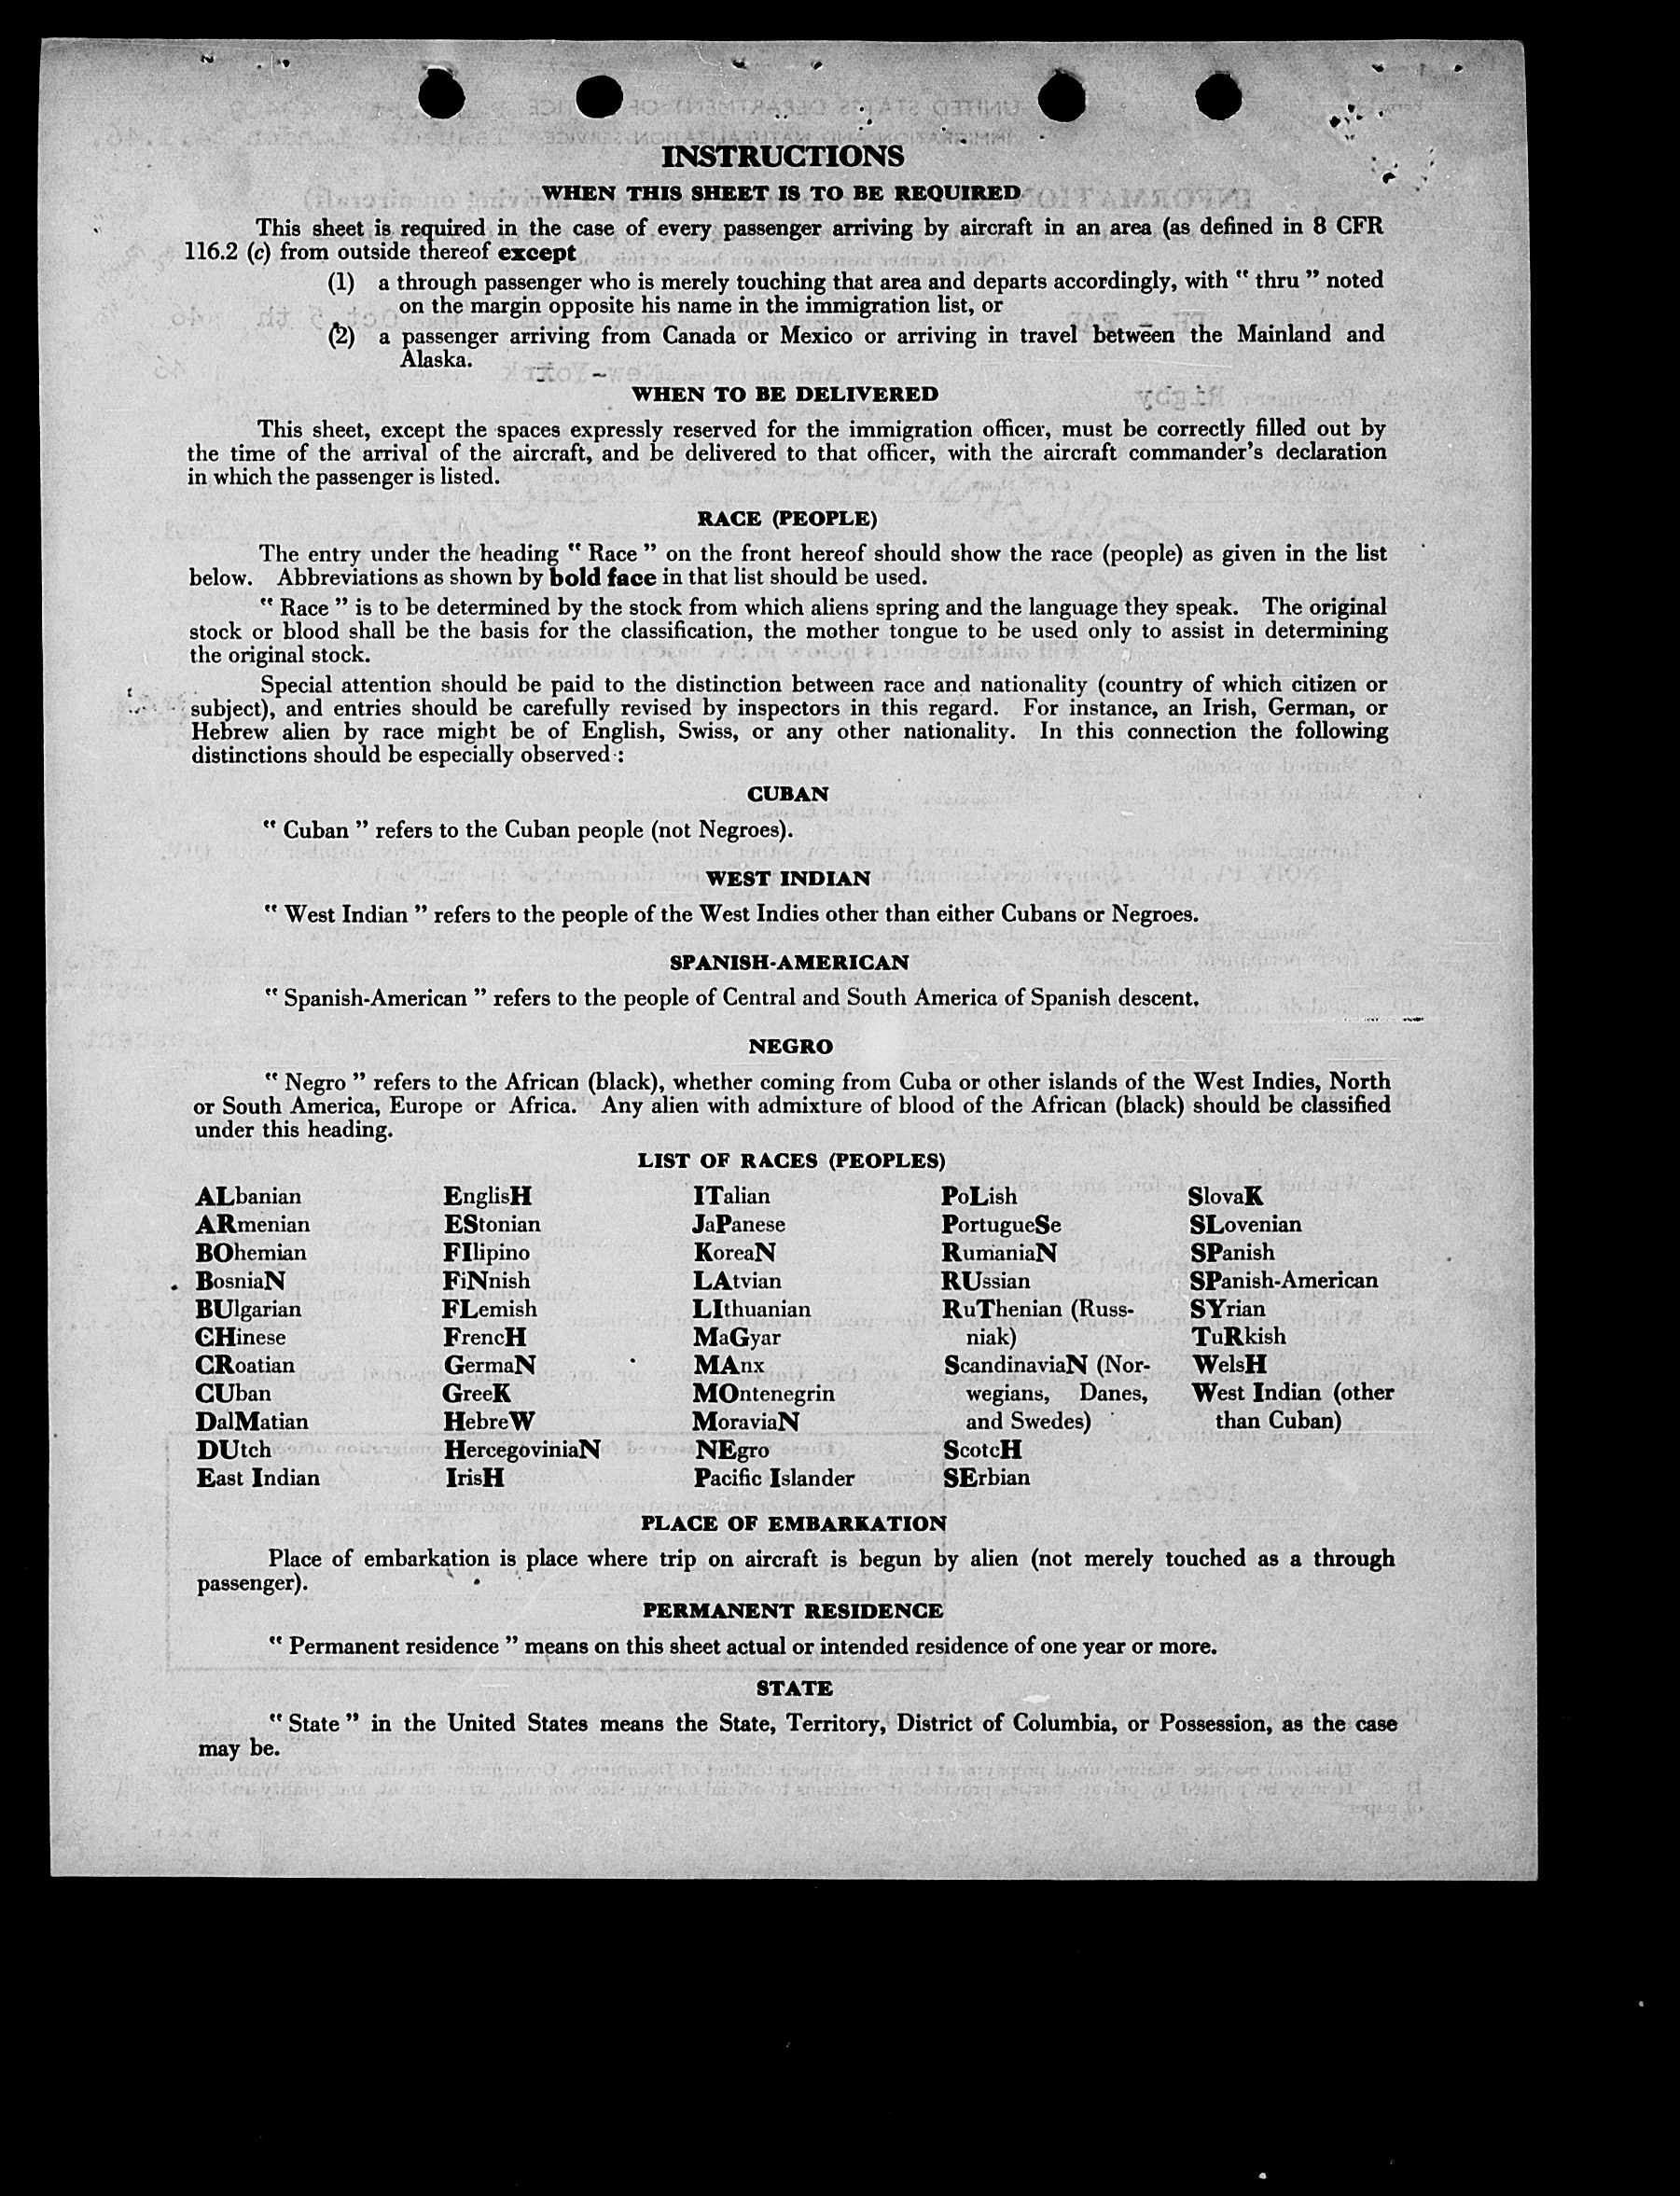 INSTRUCTIONS
WHEN THIS SHEET IS TO BE REQUIRED
This sheet is required in the case of every passenger arriving by aircraft in an area (as defined in 8 CFR
116.2 (c) from outside thereof except
(1) a through passenger who is merely touching that area and departs accordingly, with “ thru ” noted
on the margin opposite his name in the immigration list, or
(2) a passenger arriving from Canada or Mexico or arriving in travel between the Mainland and
Alaska.
WHEN TO BE DELIVERED
This sheet, except the spaces expressly reserved for the immigration officer, must be correctly filled out by
the time of the arrival of the aircraft, and be delivered to that officer, with the aircraft commander’s declaration
in which the passenger is listed.
RACE (PEOPLE)
The entry under the heading “ Race ” on the front hereof should show the race (people) as given in the list
below. Abbreviations as shown by bold face in that list should be used.
“ Race ” is to be determined by the stock from which aliens spring and the language they speak. The original
stock or blood shall be the basis for the classification, the mother tongue to be used only to assist in determining
the original stock.
Special attention should be paid to the distinction between race and nationality (country of which citizen or
subject), and entries should be carefully revised by inspectors in this regard. For instance, an Irish, German, or
Hebrew alien by race might be of English, Swiss, or any other nationality. In this connection the following
distinctions should be especially observed :
CUBAN
“ Cuban ” refers to the Cuban people (not Negroes).
WEST INDIAN
“ West Indian ” refers to the people of the West Indies other than either Cubans or Negroes.
SPANISH-AMERICAN
“ Spanish-American ” refers to the people of Central and South America of Spanish descent.
NEGRO
“ Negro ” refers to the African (black), whether coming from Cuba or other islands of the West Indies, North
or South America, Europe or Africa. Any alien with admixture of blood of the African (black) should be classified
under this heading.
LIST OF RACES (PEOPLES)
ALbanian
ARmenian
BOhemian
BosniaN
BUlgarian
CHinese
CRoatian
CUban
DalMatian
DUtch
East Indian
EnglisH
EStonian
FIlipino
FiNnish
FLemish
FrencH
GermaN
GreeK
HebreW
HercegoviniaN
IrisH
ITalian
JaPanese
KoreaN
LAtvian
LIthuanian
MaGyar
MAnx
MOntenegrin
MoraviaN
NEgro
Pacific Islander
PoLish
PortugueSe
RumaniaN
RUssian
RuThenian (Russ-
niak)
ScandinaviaN (Nor-
wegians, Danes,
and Swedes)
ScotcH
SErbian
SlovaK
SLovenian
SPanish
SPanish-American
SYrian
TuRkish
WelsH
West Indian (other
than Cuban)
PLACE OF EMBARKATION
Place of embarkation is place where trip on aircraft is begun by alien (not merely touched as a through
passenger).
PERMANENT RESIDENCE
“ Permanent residence ” means on this sheet actual or intended residence of one year or more.
STATE
“ State ” in the United States means the State, Territory, District of Columbia, or Possession, as the case
may be.